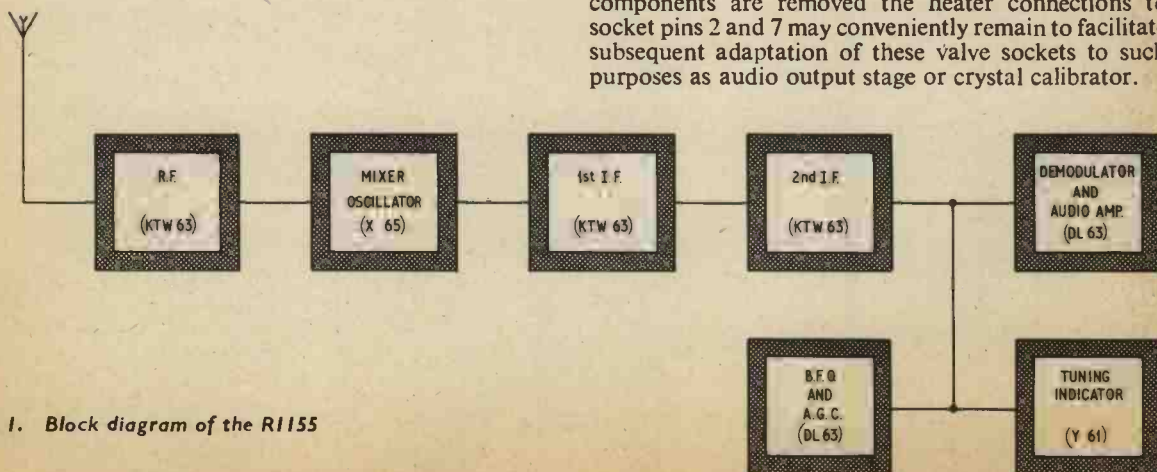 components are removed the heater connections to
socket pins 2 and 7 may conveniently remain to facilitate
subsequent adaptation of these valve sockets to such
purposes as audio output stage or crystal calibrator.
R.F.
(KTW 63)
MIXER
OSCILLATOR
(X 65)
1st I F.
(KTW 63)
2nd I.F.
(KTW 63)
DEMODULATOR
AND
AUDIO AMP.
(DL 63)
B.F.O
AND
A.G.C.
(DL 63)
TUNING
INDICATOR
(Y 61)
1. Block diagram of the R1155